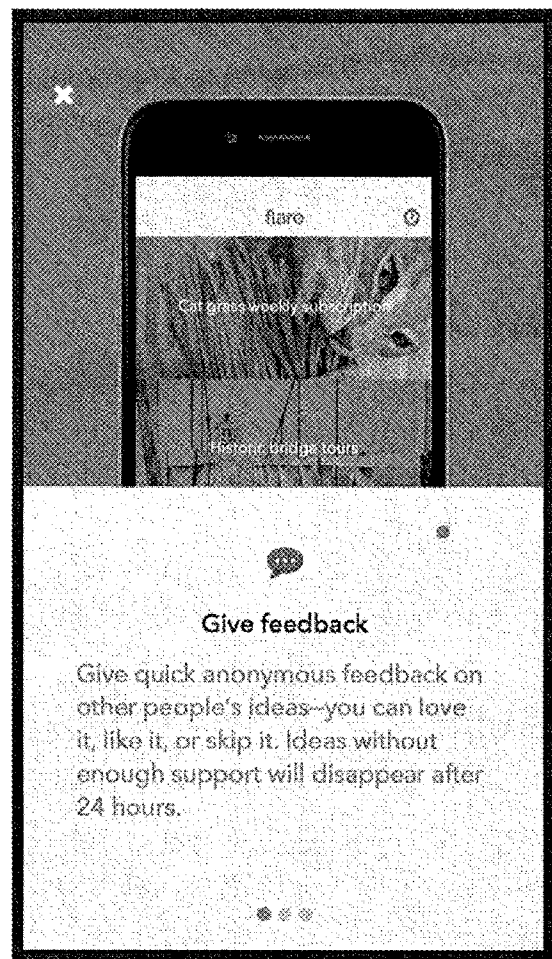 flare
Cat grass weekly subscription
Historic bridge tours
Give feedback
Give quick anonymous feedback on
other people's ideas—you can love
it, like it, or skip it. Ideas without
enough support will disappear after
24 hours.